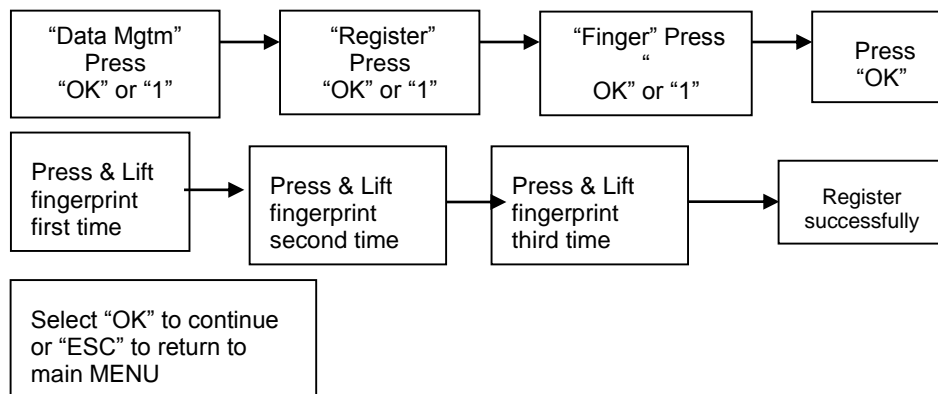 “Data Mgtm”
Press
“OK” or “1”
“Register”
Press
“OK” or “1”
“Finger” Press
“
OK” or “1”
Press
“OK”
Press & Lift
fingerprint
first time
Press & Lift
fingerprint
second time
Press & Lift
fingerprint
third time
Register
successfully
Select “OK” to continue
or “ESC” to return to
main MENU